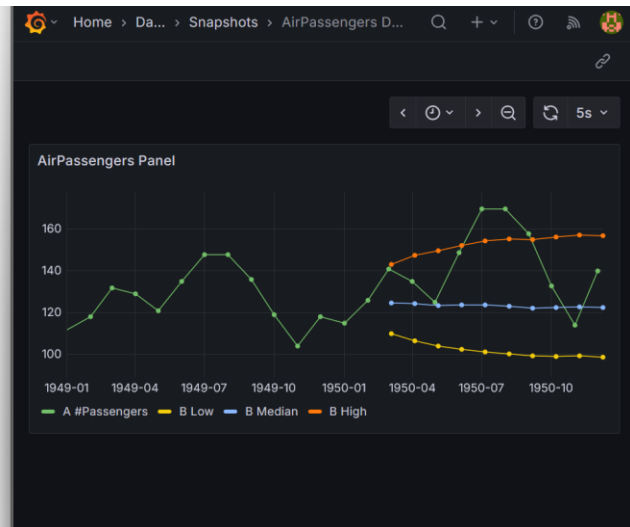 Home › Da... › Snapshots › AirPassengers D...
5s
AirPassengers Panel
160
140
120
100
1949-01 1949-04 1949-07 1949-10 1950-01 1950-04 1950-07 1950-10
A #Passengers B Low B Median B High